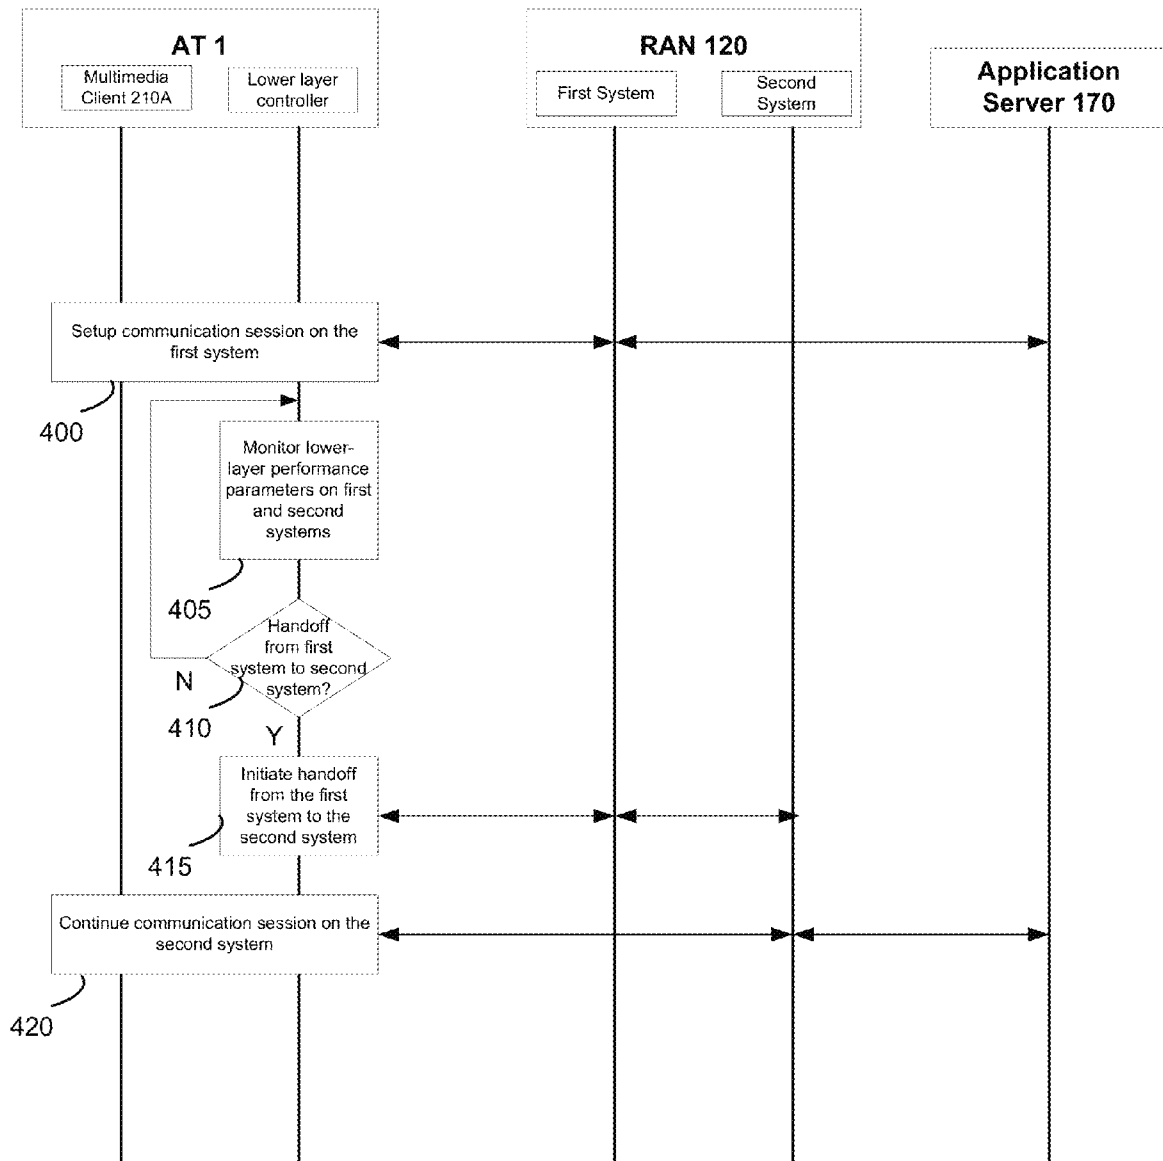 AT 1
Multimedia
Client 210A
Lower layer
controller
RAN 120
First System
Second
System
Application
Server 170
Setup communication session on the
first system
400
Monitor lower-
layer performance
parameters on first
and second
systems
405
Handoff
from first
system to second
system?
N
410
Y
Initiate handoff
from the first
system to the
second system
415
Continue communication session on the
second system
420